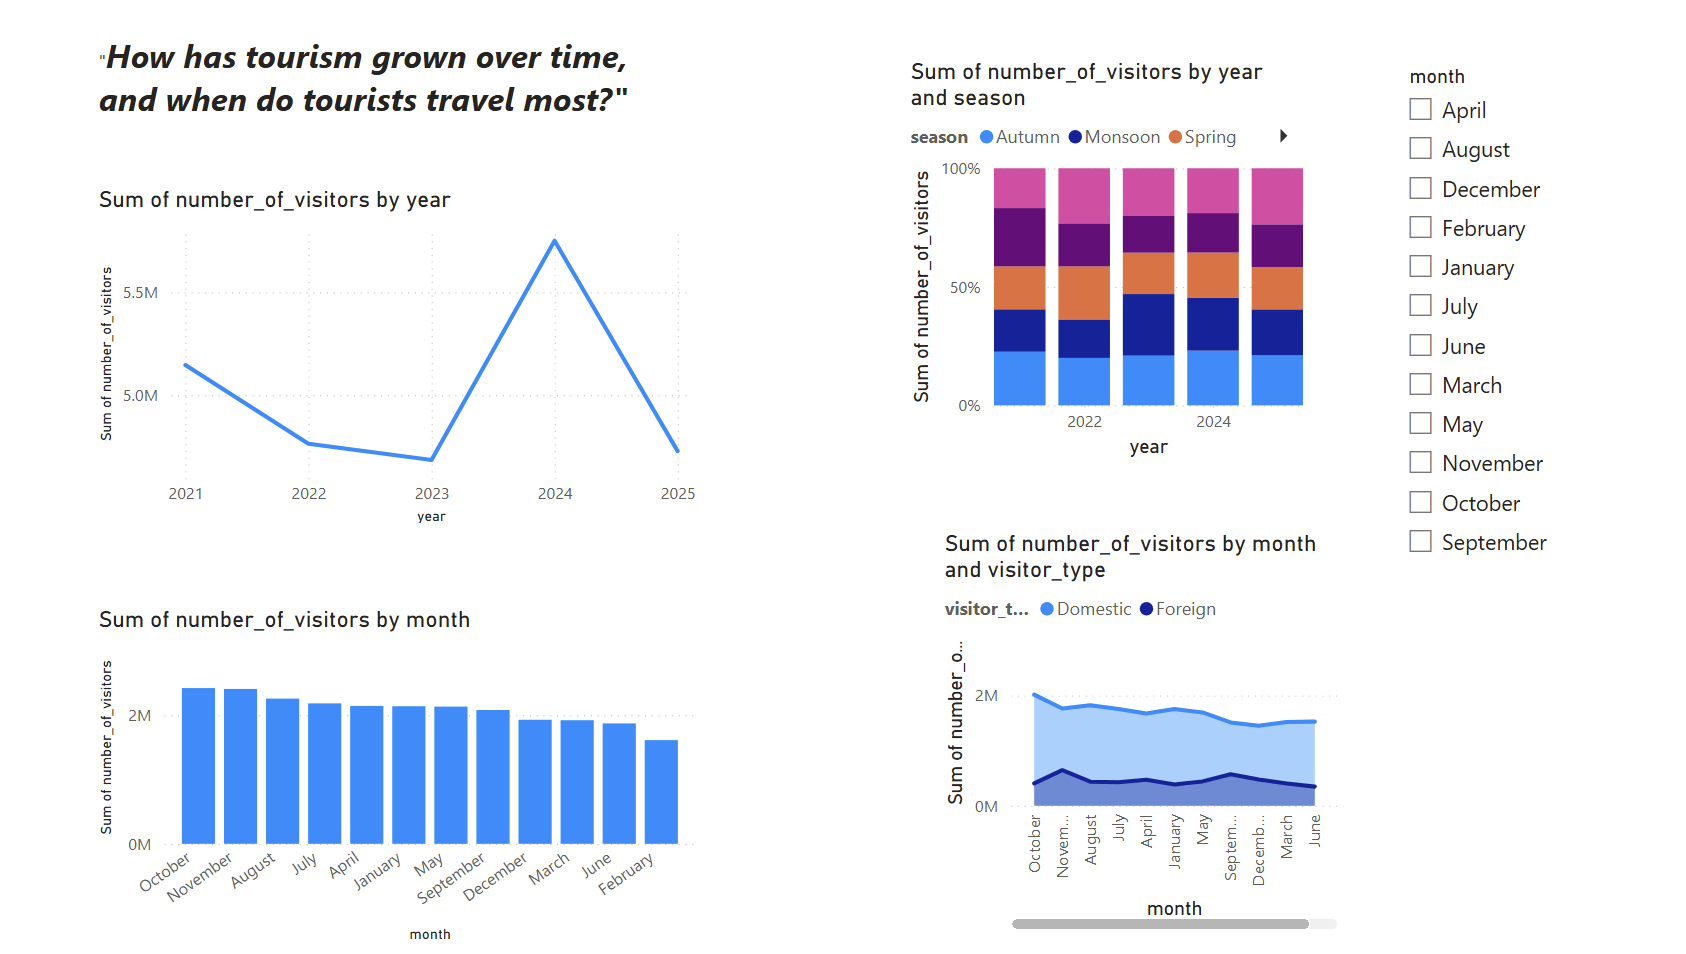 "How has tourism grown over time,
and when do tourists travel most?"
Sum of number_of_visitors by year
Sum of number_of_visitors
5.5M
5.0M
2021 2022 2023 2024 2025
year
Sum of number_of_visitors by month
Sum of number_of_visitors
2M
0M
October November August July April January May September December March June February
month
Sum of number_of_visitors by year
and season
season Autumn Monsoon Spring
Sum of number_of_visitors
100%
50%
0%
2022 2024
year
Sum of number_of_visitors by month
and visitor_type
visitor_t... Domestic Foreign
Sum of number_o...
2M
0M
October Novem... August July April January May Septem... Decemb... March June
month
month
April
August
December
February
January
July
June
March
May
November
October
September